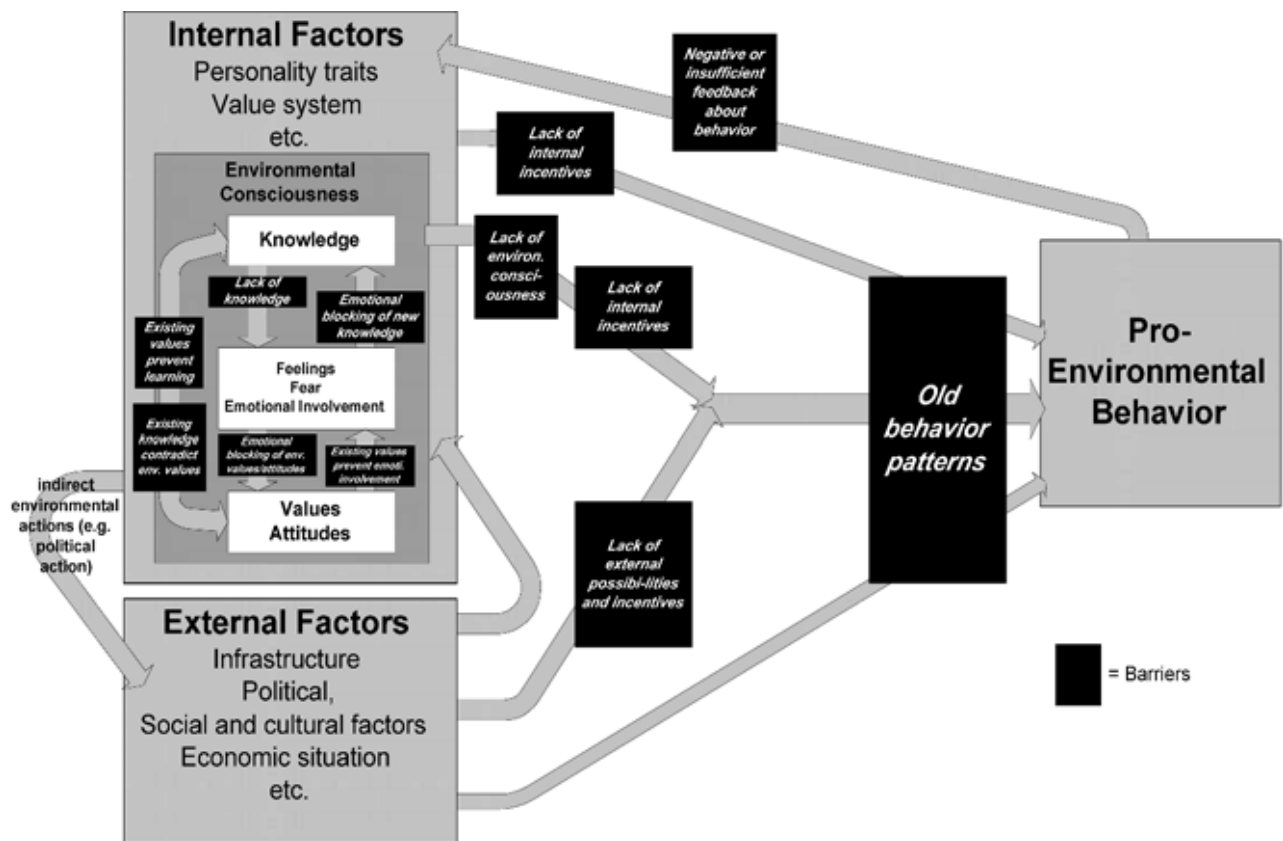 Internal Factors
Personality traits
Value system
etc.
Environmental
Consciousness
Knowledge
Lack of
knowledge
Emotional
blocking of new
knowledge
Existing
values
prevent
learning
Feelings
Fear
Emotional Involvement
Existing
knowledge
contradict
env. values
Emotional
blocking of env.
values/attitudes
Existing values
prevent emoti.
involvement
Values
Attitudes
indirect
environmental
actions (e.g.
political
action)
External Factors
Infrastructure
Political,
Social and cultural factors
Economic situation
etc.
Negative or
insufficient
feedback
about
behavior
Lack of
internal
incentives
Lack of
environ.
consci-
ousness
Lack of
internal
incentives
Lack of
external
possibi-lities
and incentives
Old
behavior
patterns
Pro-
Environmental
Behavior
= Barriers